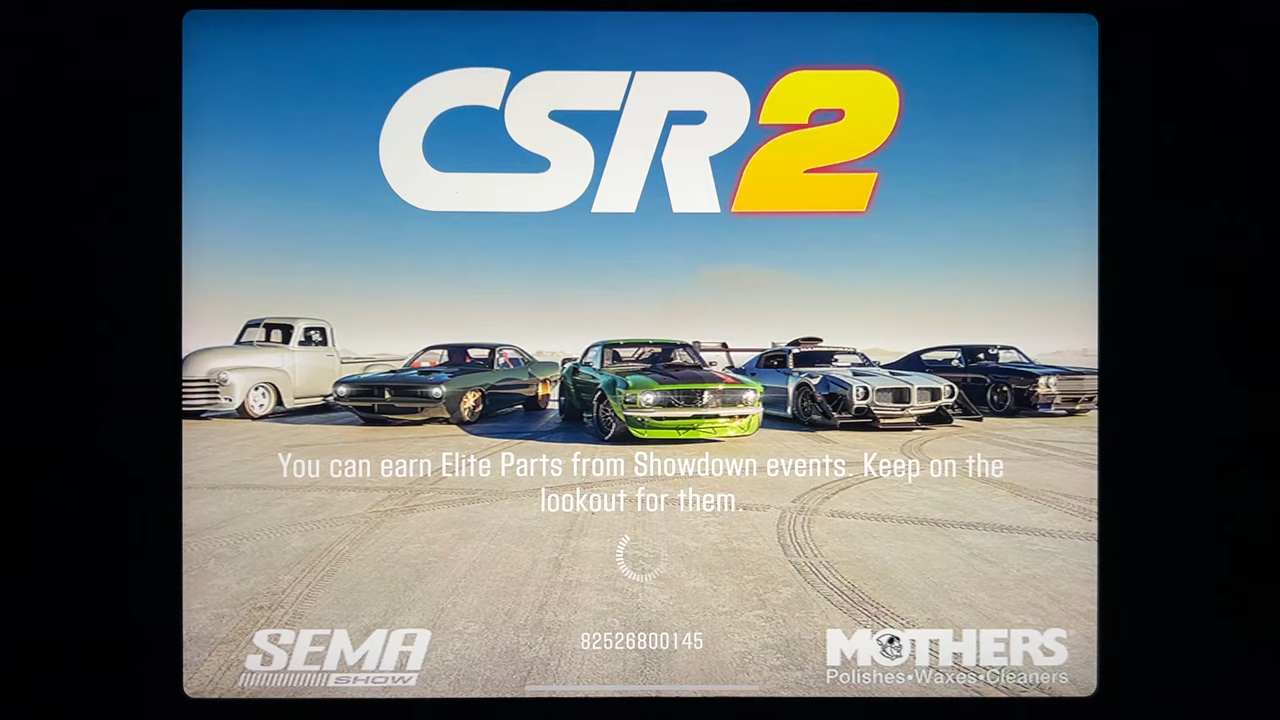 CSR2
You can earn Elite Parts from Showdown events. Keep on the
lookout for them.
82526800145
SEMA
SHOW
MOTHERS
Polishes•Waxes•Cleaners